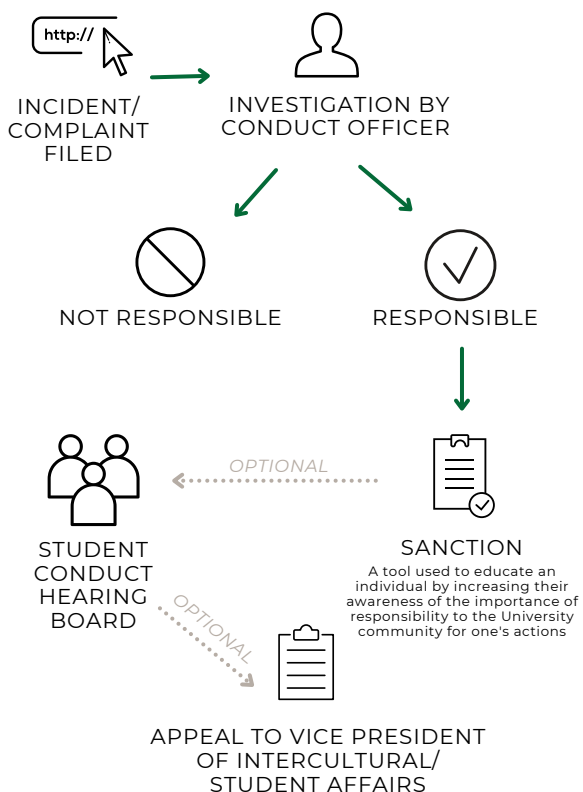 http://
INCIDENT/
COMPLAINT
FILED
INVESTIGATION BY
CONDUCT OFFICER
NOT RESPONSIBLE
RESPONSIBLE
OPTIONAL
SANCTION
A tool used to educate an
individual by increasing their
awareness of the importance of
responsibility to the University
community for one's actions
STUDENT
CONDUCT
HEARING
BOARD
OPTIONAL
APPEAL TO VICE PRESIDENT
OF INTERCULTURAL/
STUDENT AFFAIRS